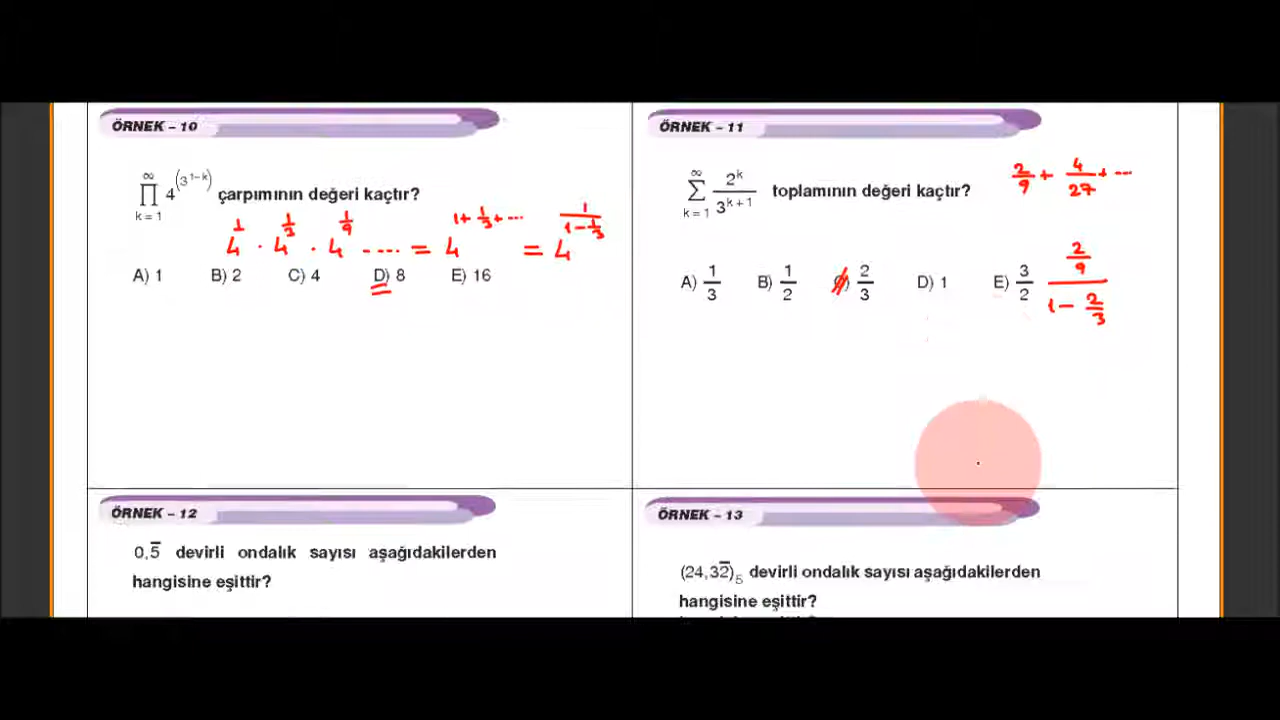 ÖRNEK – 10
∞ ∏ k = 1 4^(3^(1–k)) çarpımının değeri kaçtır?
4^1 · 4^(1/3) · 4^(1/9) ..... = 4^(1 + 1/3 + ...) = 4^(1/(1 – 1/3))
A) 1 B) 2 C) 4 D) 8 E) 16
ÖRNEK – 11
∞ ∑ k = 1 2^k / 3^(k + 1) toplamının değeri kaçtır?
2/9 + 4/27 + ...
A) 1/3 B) 1/2 C) 2/3 D) 1 E) 3/2
(2/9) / (1 – 2/3)
ÖRNEK – 12
0,5̅ devirli ondalık sayısı aşağıdakilerden
hangisine eşittir?
ÖRNEK – 13
(24,32̅)₅ devirli ondalık sayısı aşağıdakilerden
hangisine eşittir?